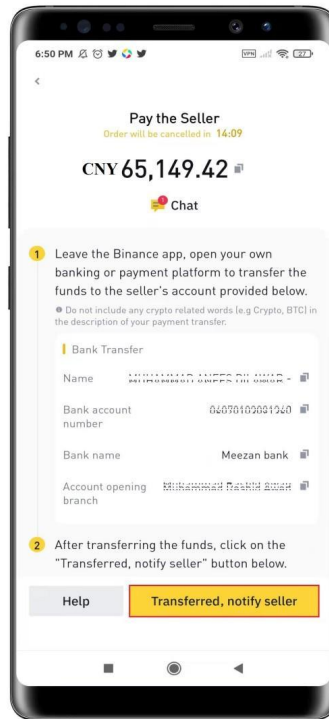 6:50 PM
VPN
27
Pay the Seller
Order will be cancelled in 14:09
CNY 65,149.42
1
Chat
1 Leave the Binance app, open your own
banking or payment platform to transfer the
funds to the seller's account provided below.
Do not include any crypto related words (e.g Crypto, BTC) in
the description of your payment transfer.
Bank Transfer
Name
Bank account
number
Bank name Meezan bank
Account opening
branch
2 After transferring the funds, click on the
"Transferred, notify seller" button below.
Help Transferred, notify seller